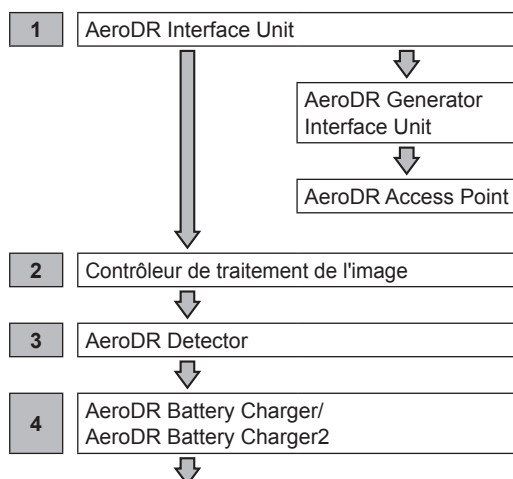 1
AeroDR Interface Unit
AeroDR Generator
Interface Unit
AeroDR Access Point
2
Contrôleur de traitement de l'image
3
AeroDR Detector
4
AeroDR Battery Charger/
AeroDR Battery Charger2